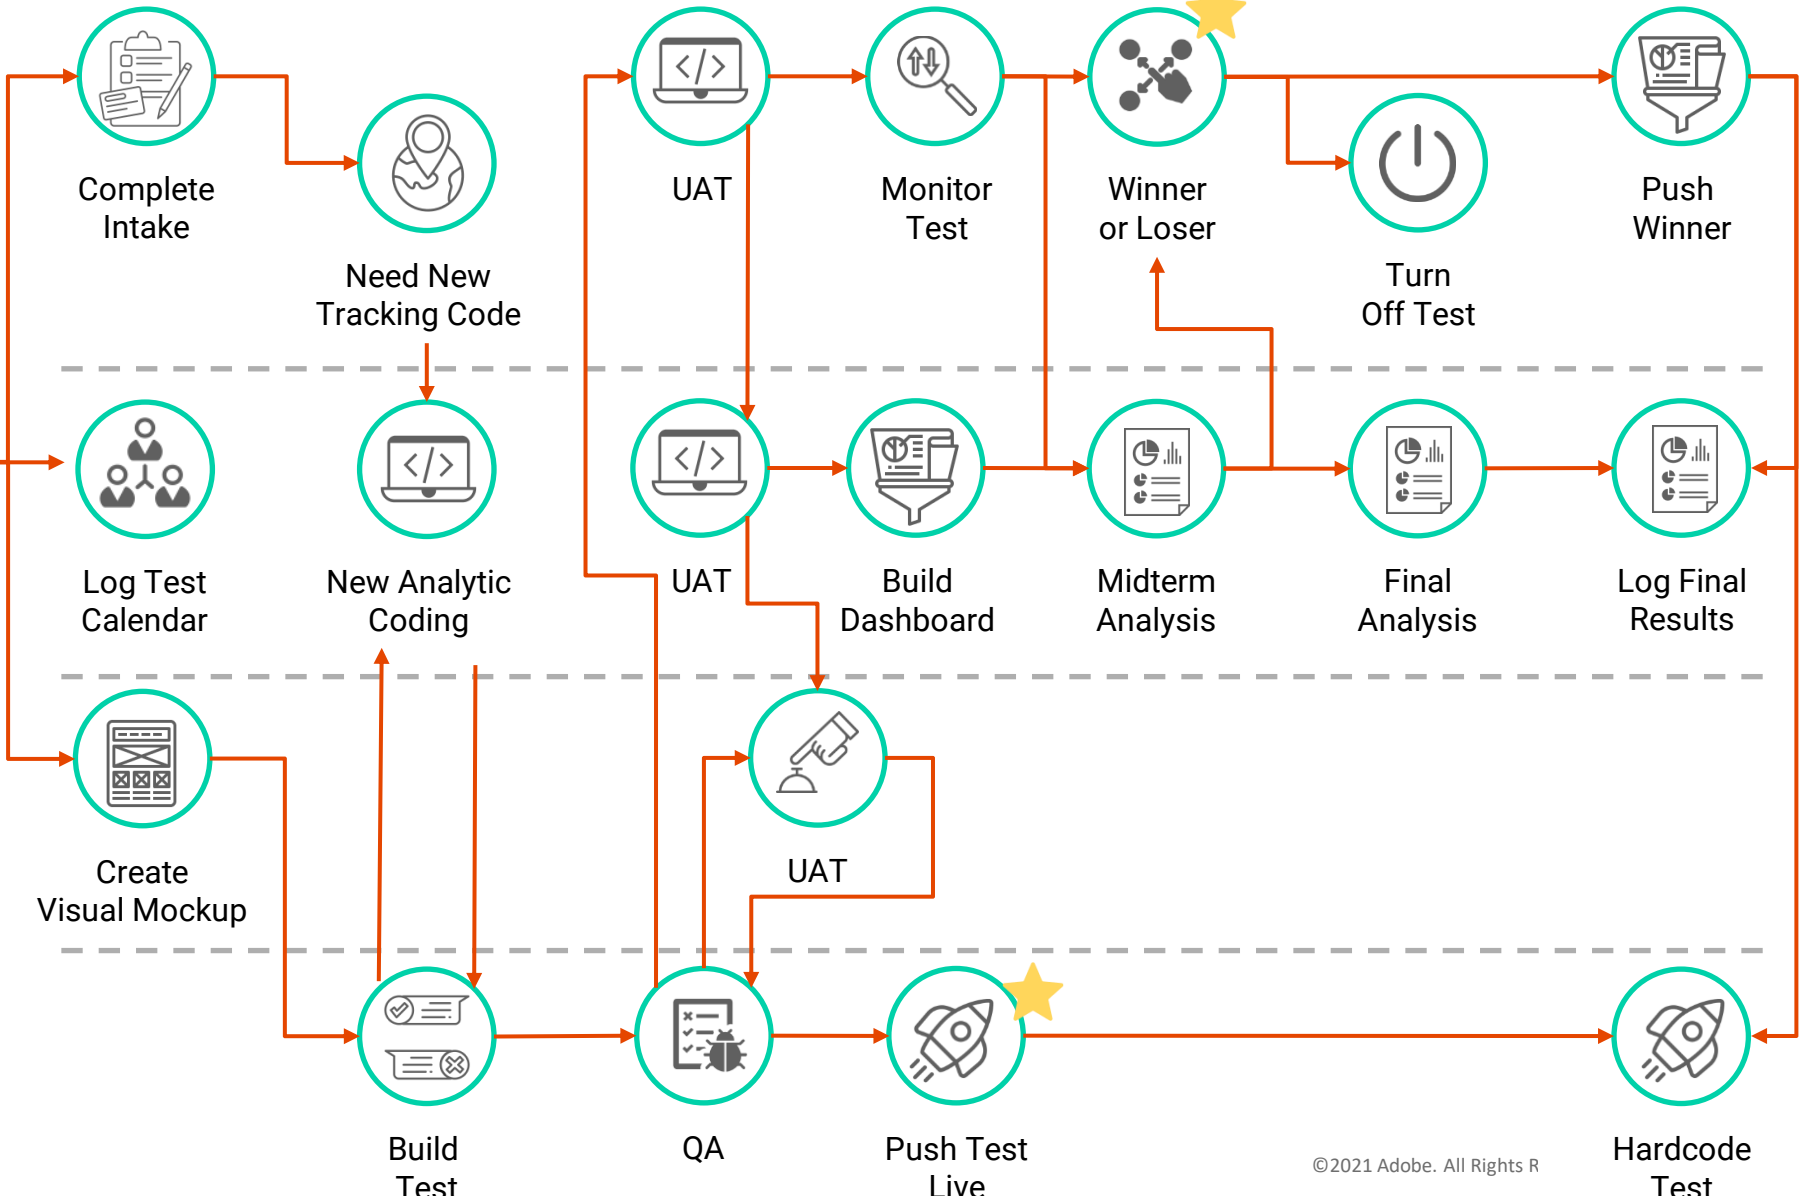 Complete
Intake
Need New
Tracking Code
UAT
Monitor
Test
Winner
or Loser
Turn
Off Test
Push
Winner
Log Test
Calendar
New Analytic
Coding
UAT
Build
Dashboard
Midterm
Analysis
Final
Analysis
Log Final
Results
Create
Visual Mockup
UAT
Build
Test
QA
Push Test
Live
©2021 Adobe. All Rights R
Hardcode
Test